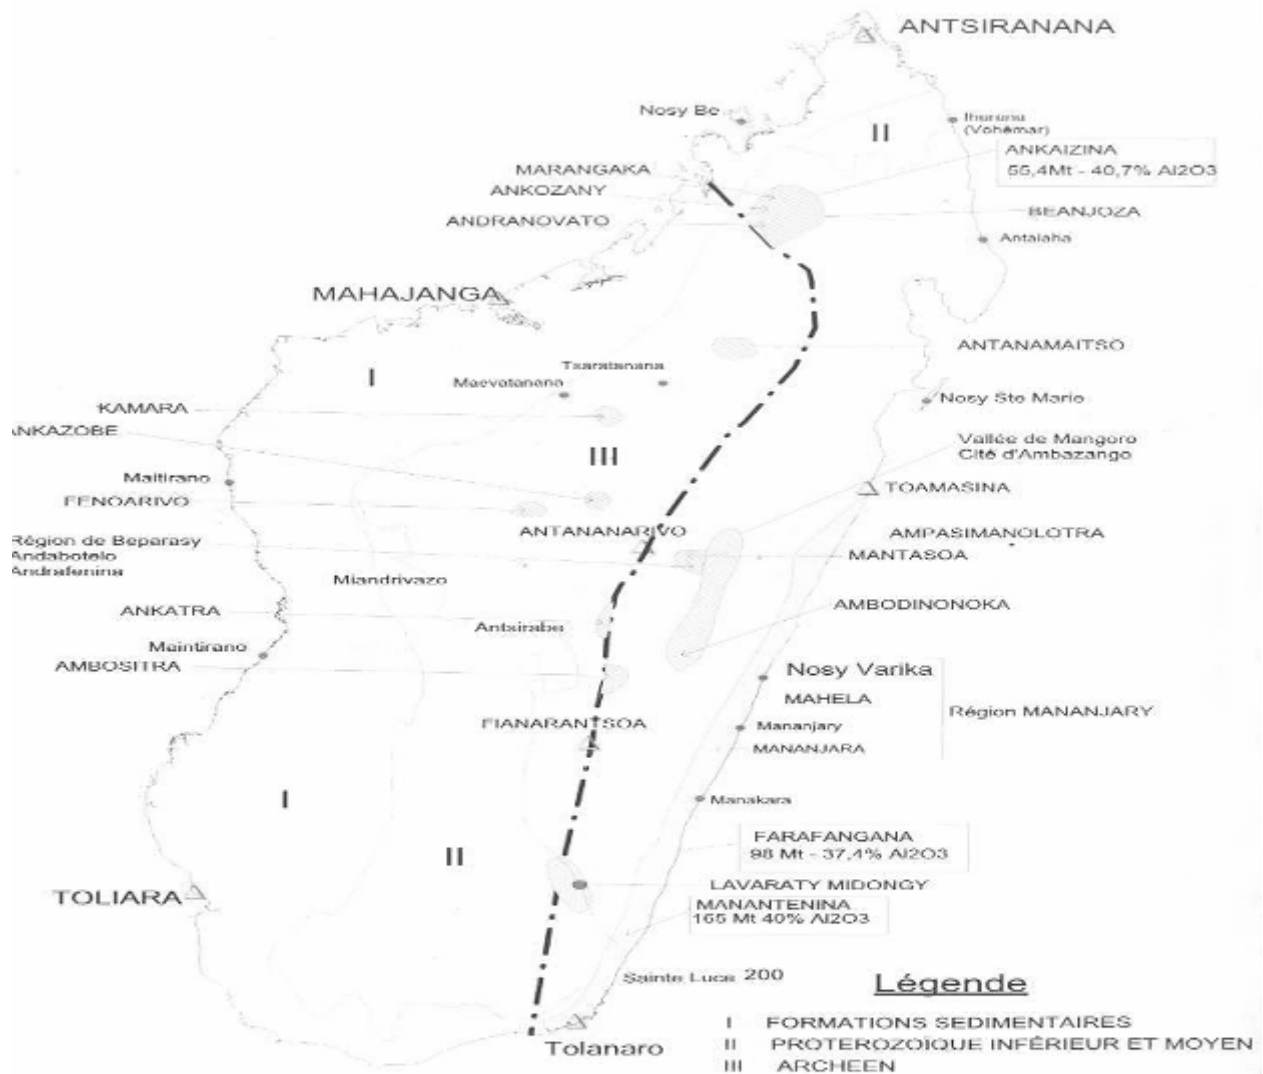 ANTSIRANANA
Nosy Be
II
(Vohémar)
ANKAIZINA
55,4Mt - 40,7% Al2O3
MARANGAKA
ANKOZANY
ANDRANOVATO
BEANJOZA
Antalaha
MAHAJANGA
ANTANAMAITSO
I
Tsaratanana
Maevatanana
KAMARA
Nosy Ste Marie
ANKAZOBE
III
Vallée de Mangoro
Cité d'Ambazango
Maitirano
FENOARIVO
TOAMASINA
ANTANANARIVO
AMPASIMANOLOTRA
Région de Beparasy
Andabotelo
Andrafenina
MANTASOA
Miandrivazo
ANKATRA
Antsirabe
AMBODINONOKA
Maintirano
AMBOSITRA
Nosy Varika
MAHELA
Région MANANJARY
FIANARANTSOA
Mananjary
MANANJARA
I
Manakara
II
FARAFANGANA
98 Mt - 37,4% Al2O3
LAVARATY MIDONGY
TOLIARA
MANANTENINA
165 Mt 40% Al2O3
Sainte Luce 200
Légende
Tolanaro
I FORMATIONS SEDIMENTAIRES
II PROTEROZOÏQUE INFÉRIEUR ET MOYEN
III ARCHEEN